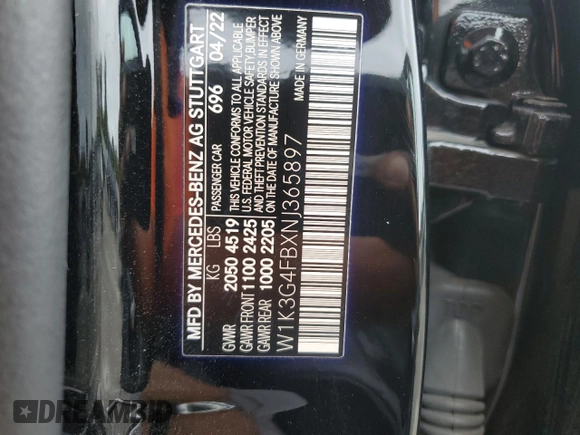 MFD BY MERCEDES-BENZ AG STUTTGART
696 04/22
KG LBS PASSENGER CAR
GVWR 2050 4519
GAWR FRONT 1100 2425
GAWR REAR 1000 2205
THIS VEHICLE CONFORMS TO ALL APPLICABLE
U.S. FEDERAL MOTOR VEHICLE SAFETY, BUMPER
AND THEFT PREVENTION STANDARDS IN EFFECT
ON THE DATE OF MANUFACTURE SHOWN ABOVE
W1K3G4FBXNJ365897
MADE IN GERMANY
DREAMBID